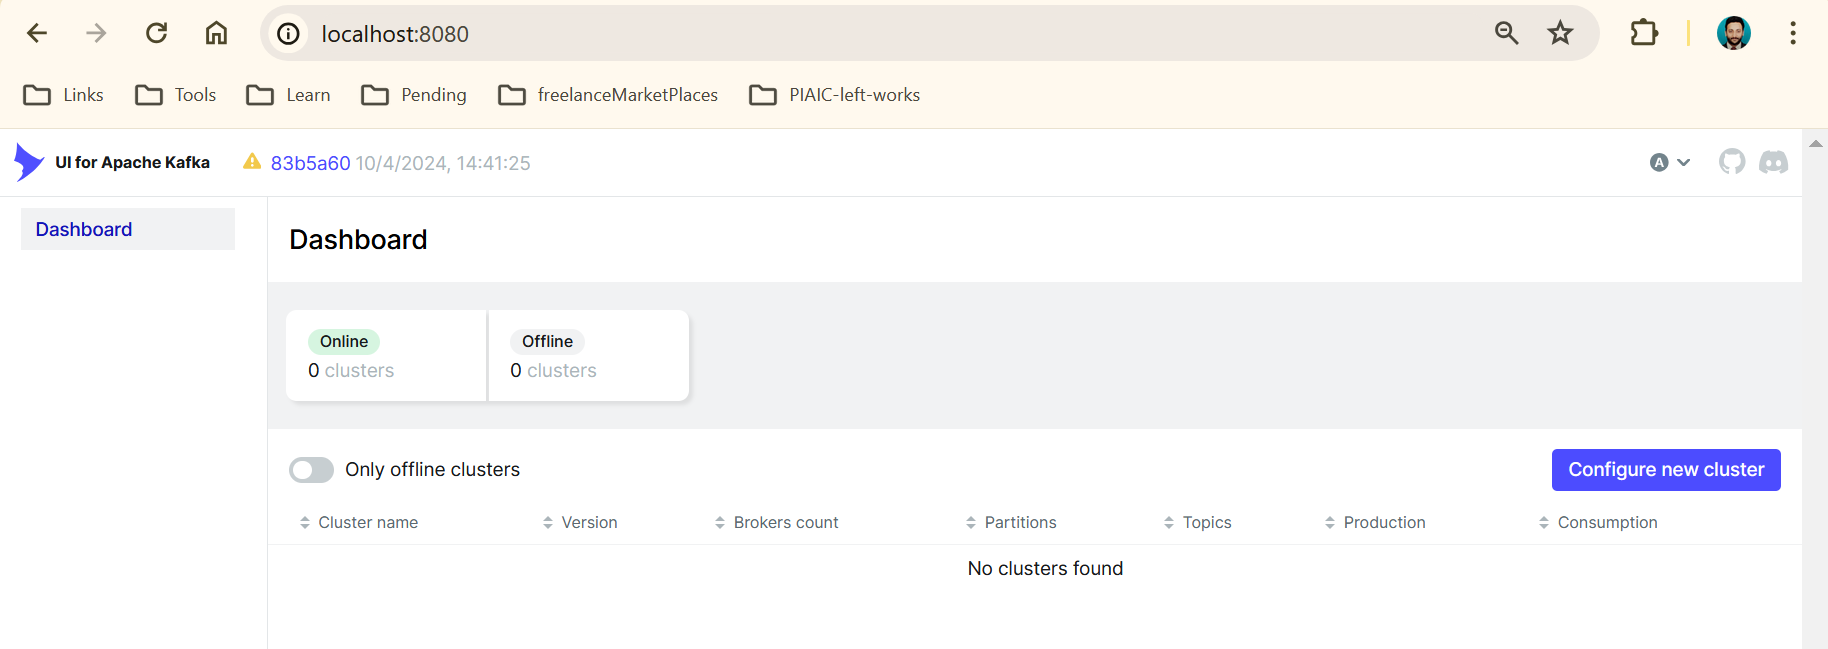 localhost:8080
Links Tools Learn Pending freelanceMarketPlaces PIAIC-left-works
UI for Apache Kafka 83b5a60 10/4/2024, 14:41:25 A
Dashboard
Dashboard
Online Offline
0 clusters 0 clusters
Only offline clusters Configure new cluster
Cluster name Version Brokers count Partitions Topics Production Consumption
No clusters found